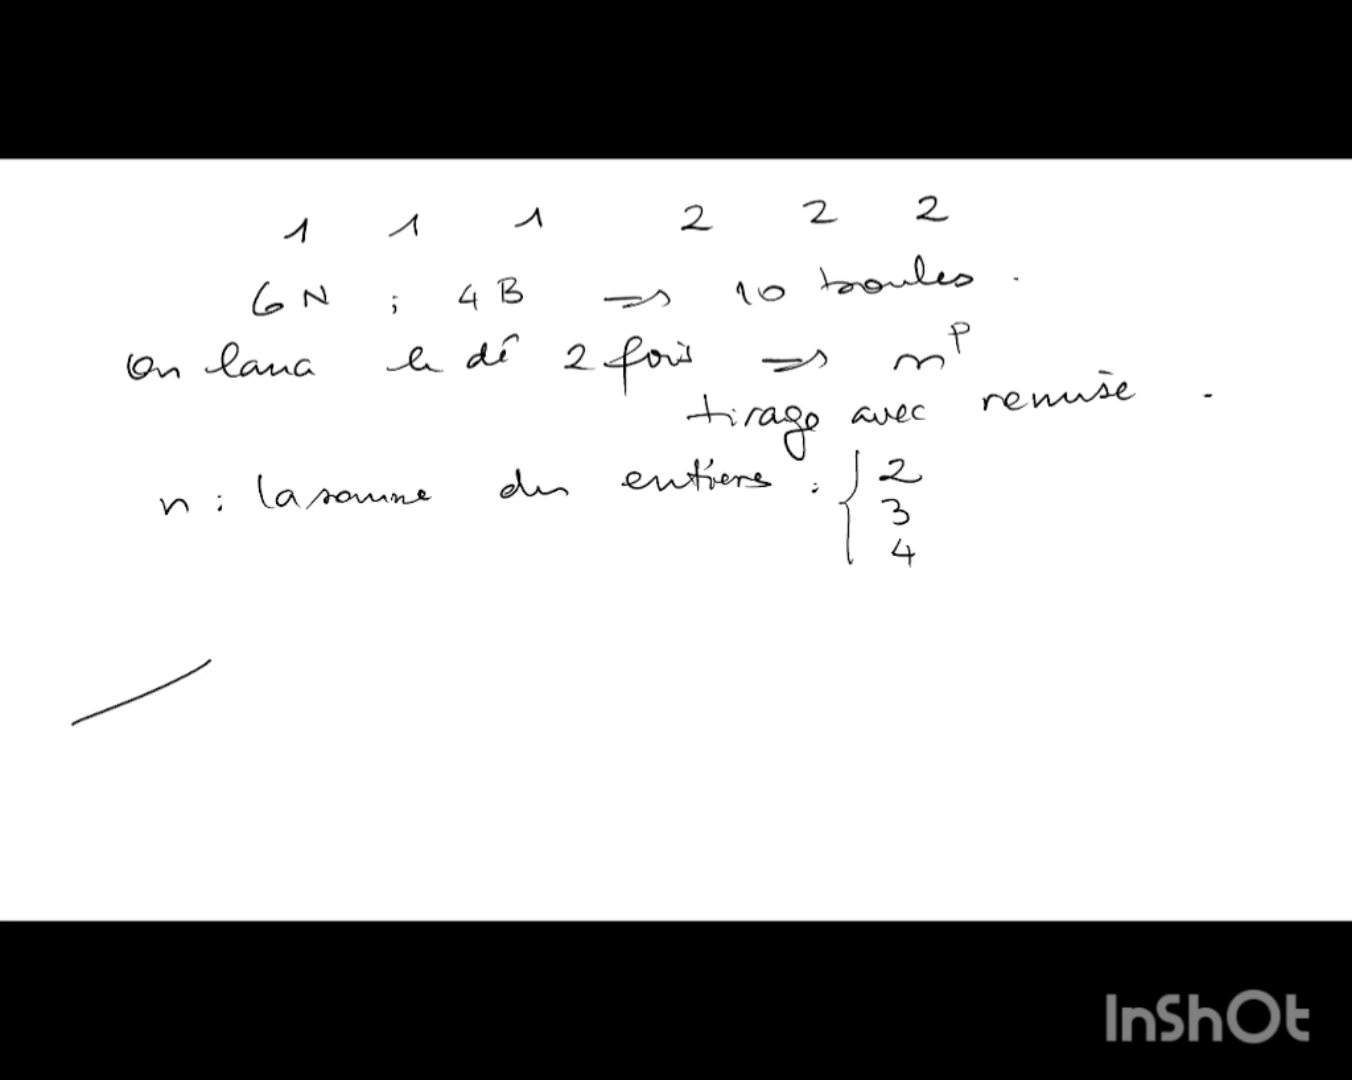 1 1 1 2 2 2
6N ; 4B => 10 boules.
On lance le dé 2 fois => n^p
tirage avec remise.
n : la somme des entiers : { 2
3
4
InShOt